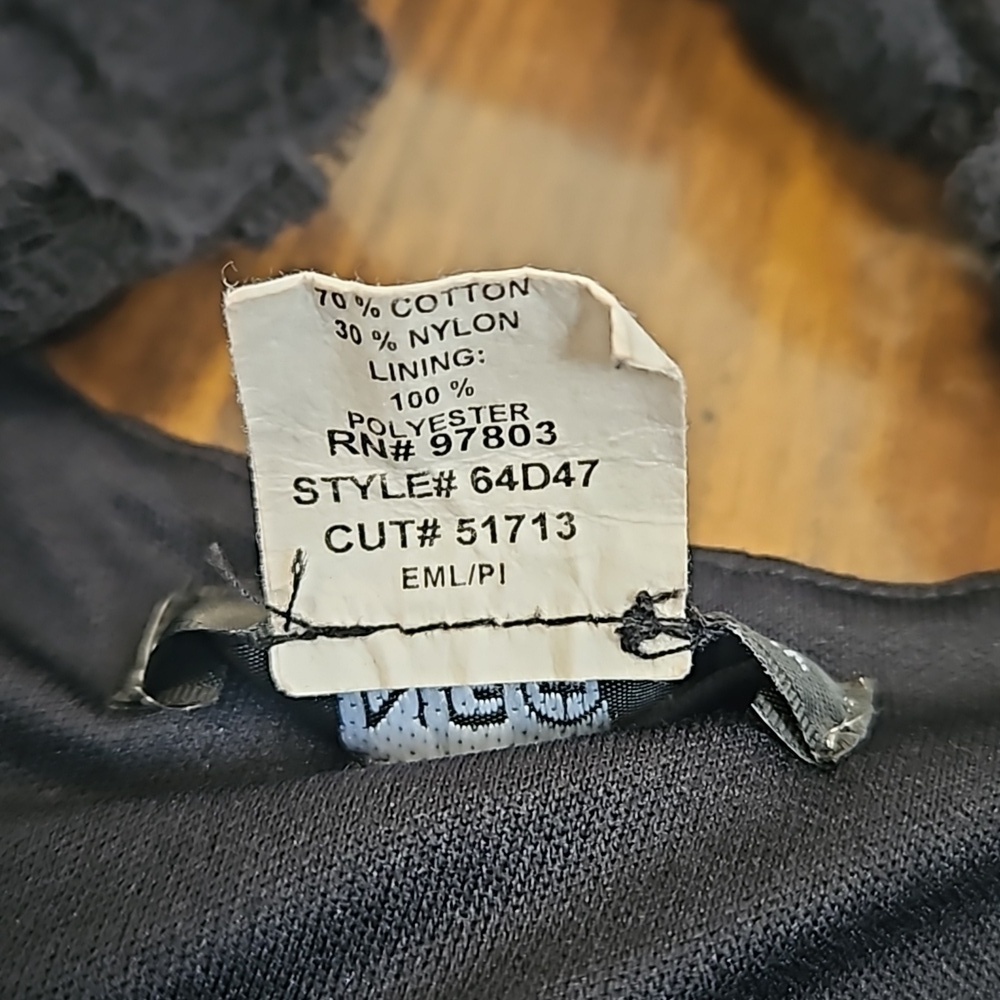 70 % COTTON
30 % NYLON
LINING:
100 %
POLYESTER
RN# 97803
STYLE# 64D47
CUT# 51713
EML/PI